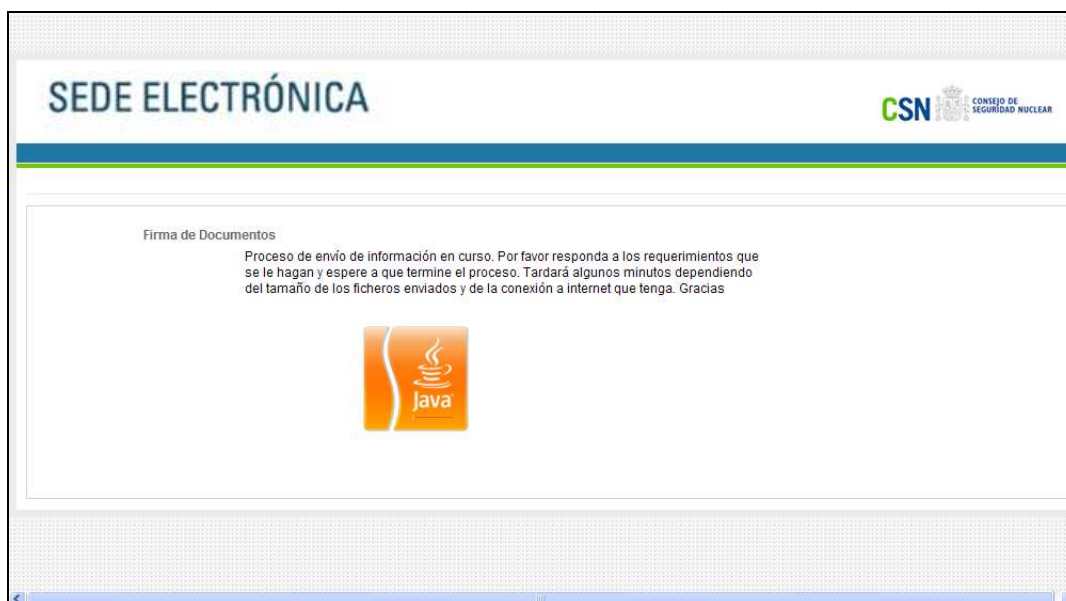 SEDE ELECTRÓNICA
CSN
CONSEJO DE
SEGURIDAD NUCLEAR
Firma de Documentos
Proceso de envío de información en curso. Por favor responda a los requerimientos que
se le hagan y espere a que termine el proceso. Tardará algunos minutos dependiendo
del tamaño de los ficheros enviados y de la conexión a internet que tenga. Gracias
Java